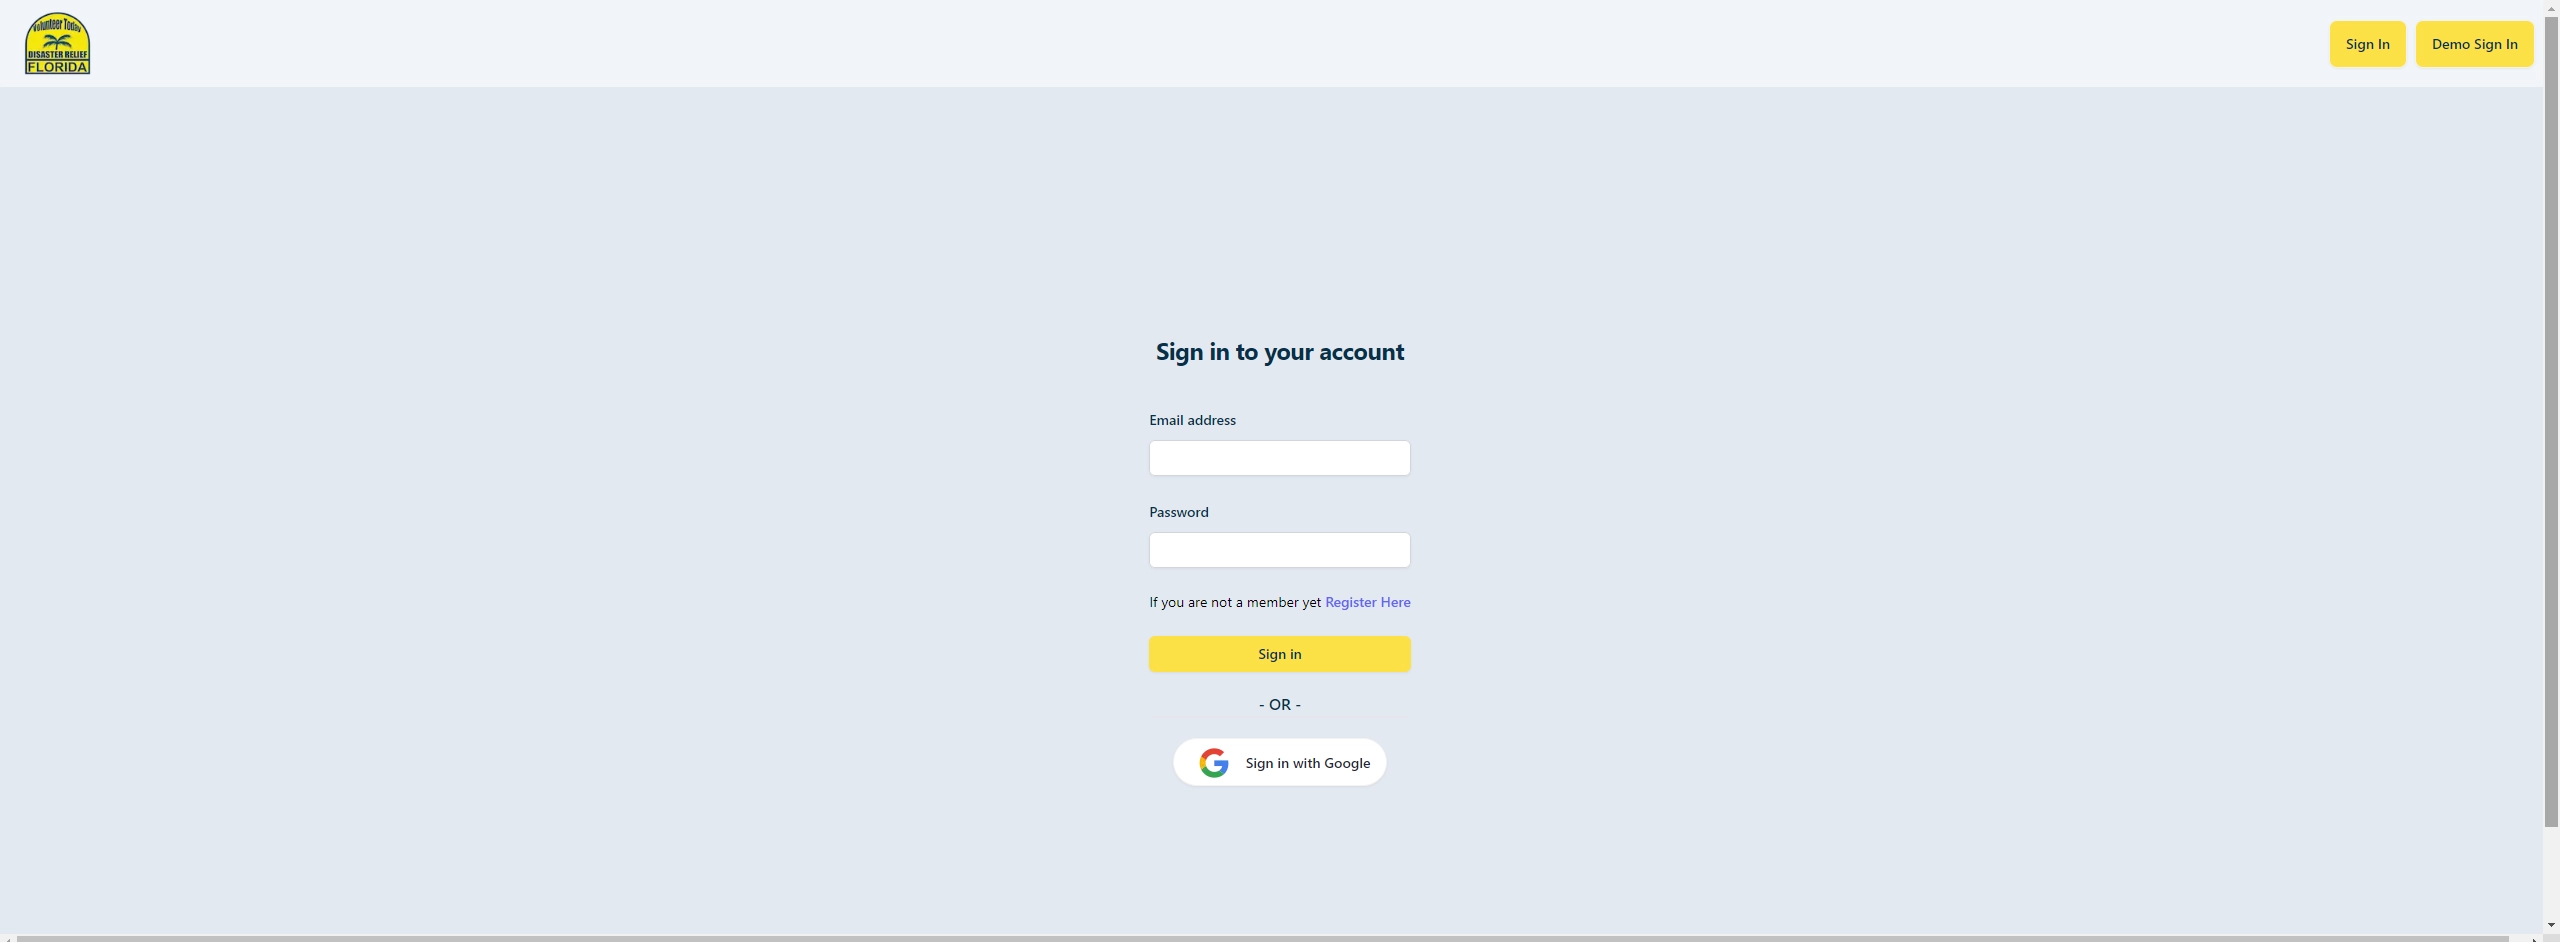 Volunteer Today
DISASTER RELIEF
FLORIDA
Sign In
Demo Sign In
Sign in to your account
Email address
Password
If you are not a member yet Register Here
Sign in
- OR -
Sign in with Google